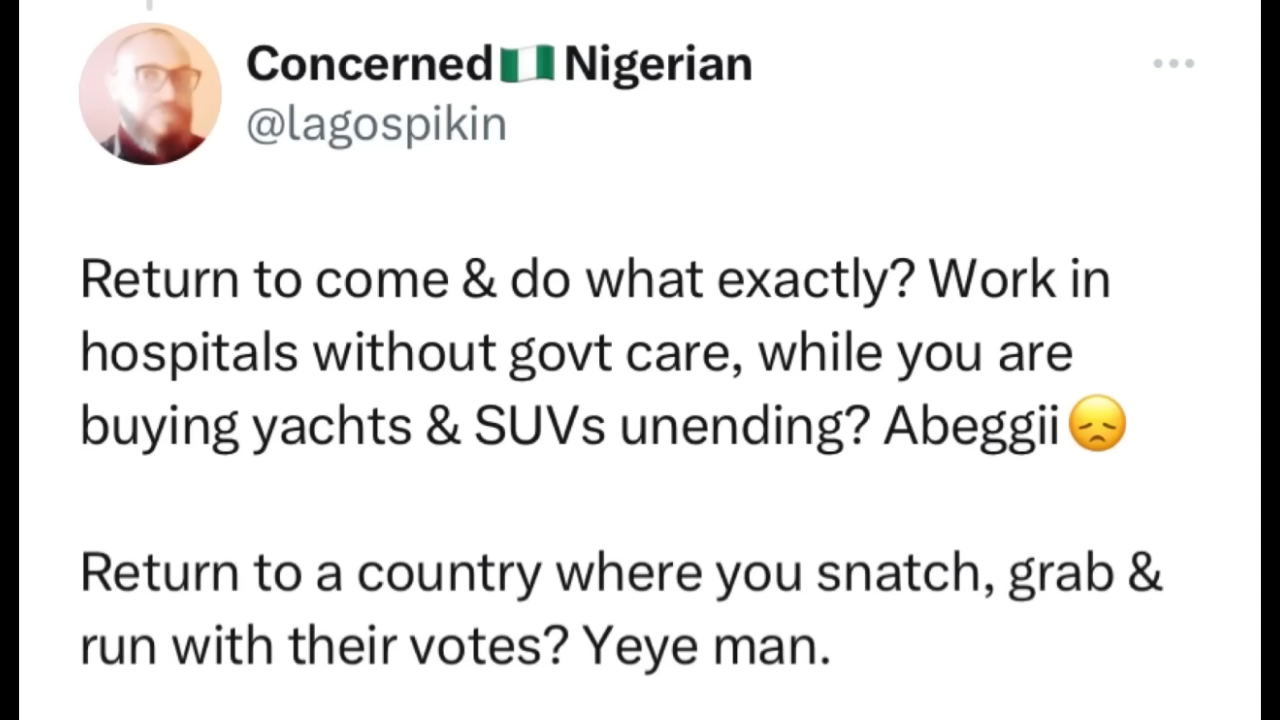 Concerned🇳🇬Nigerian
@lagospikin
Return to come & do what exactly? Work in
hospitals without govt care, while you are
buying yachts & SUVs unending? Abeggii😞
Return to a country where you snatch, grab &
run with their votes? Yeye man.